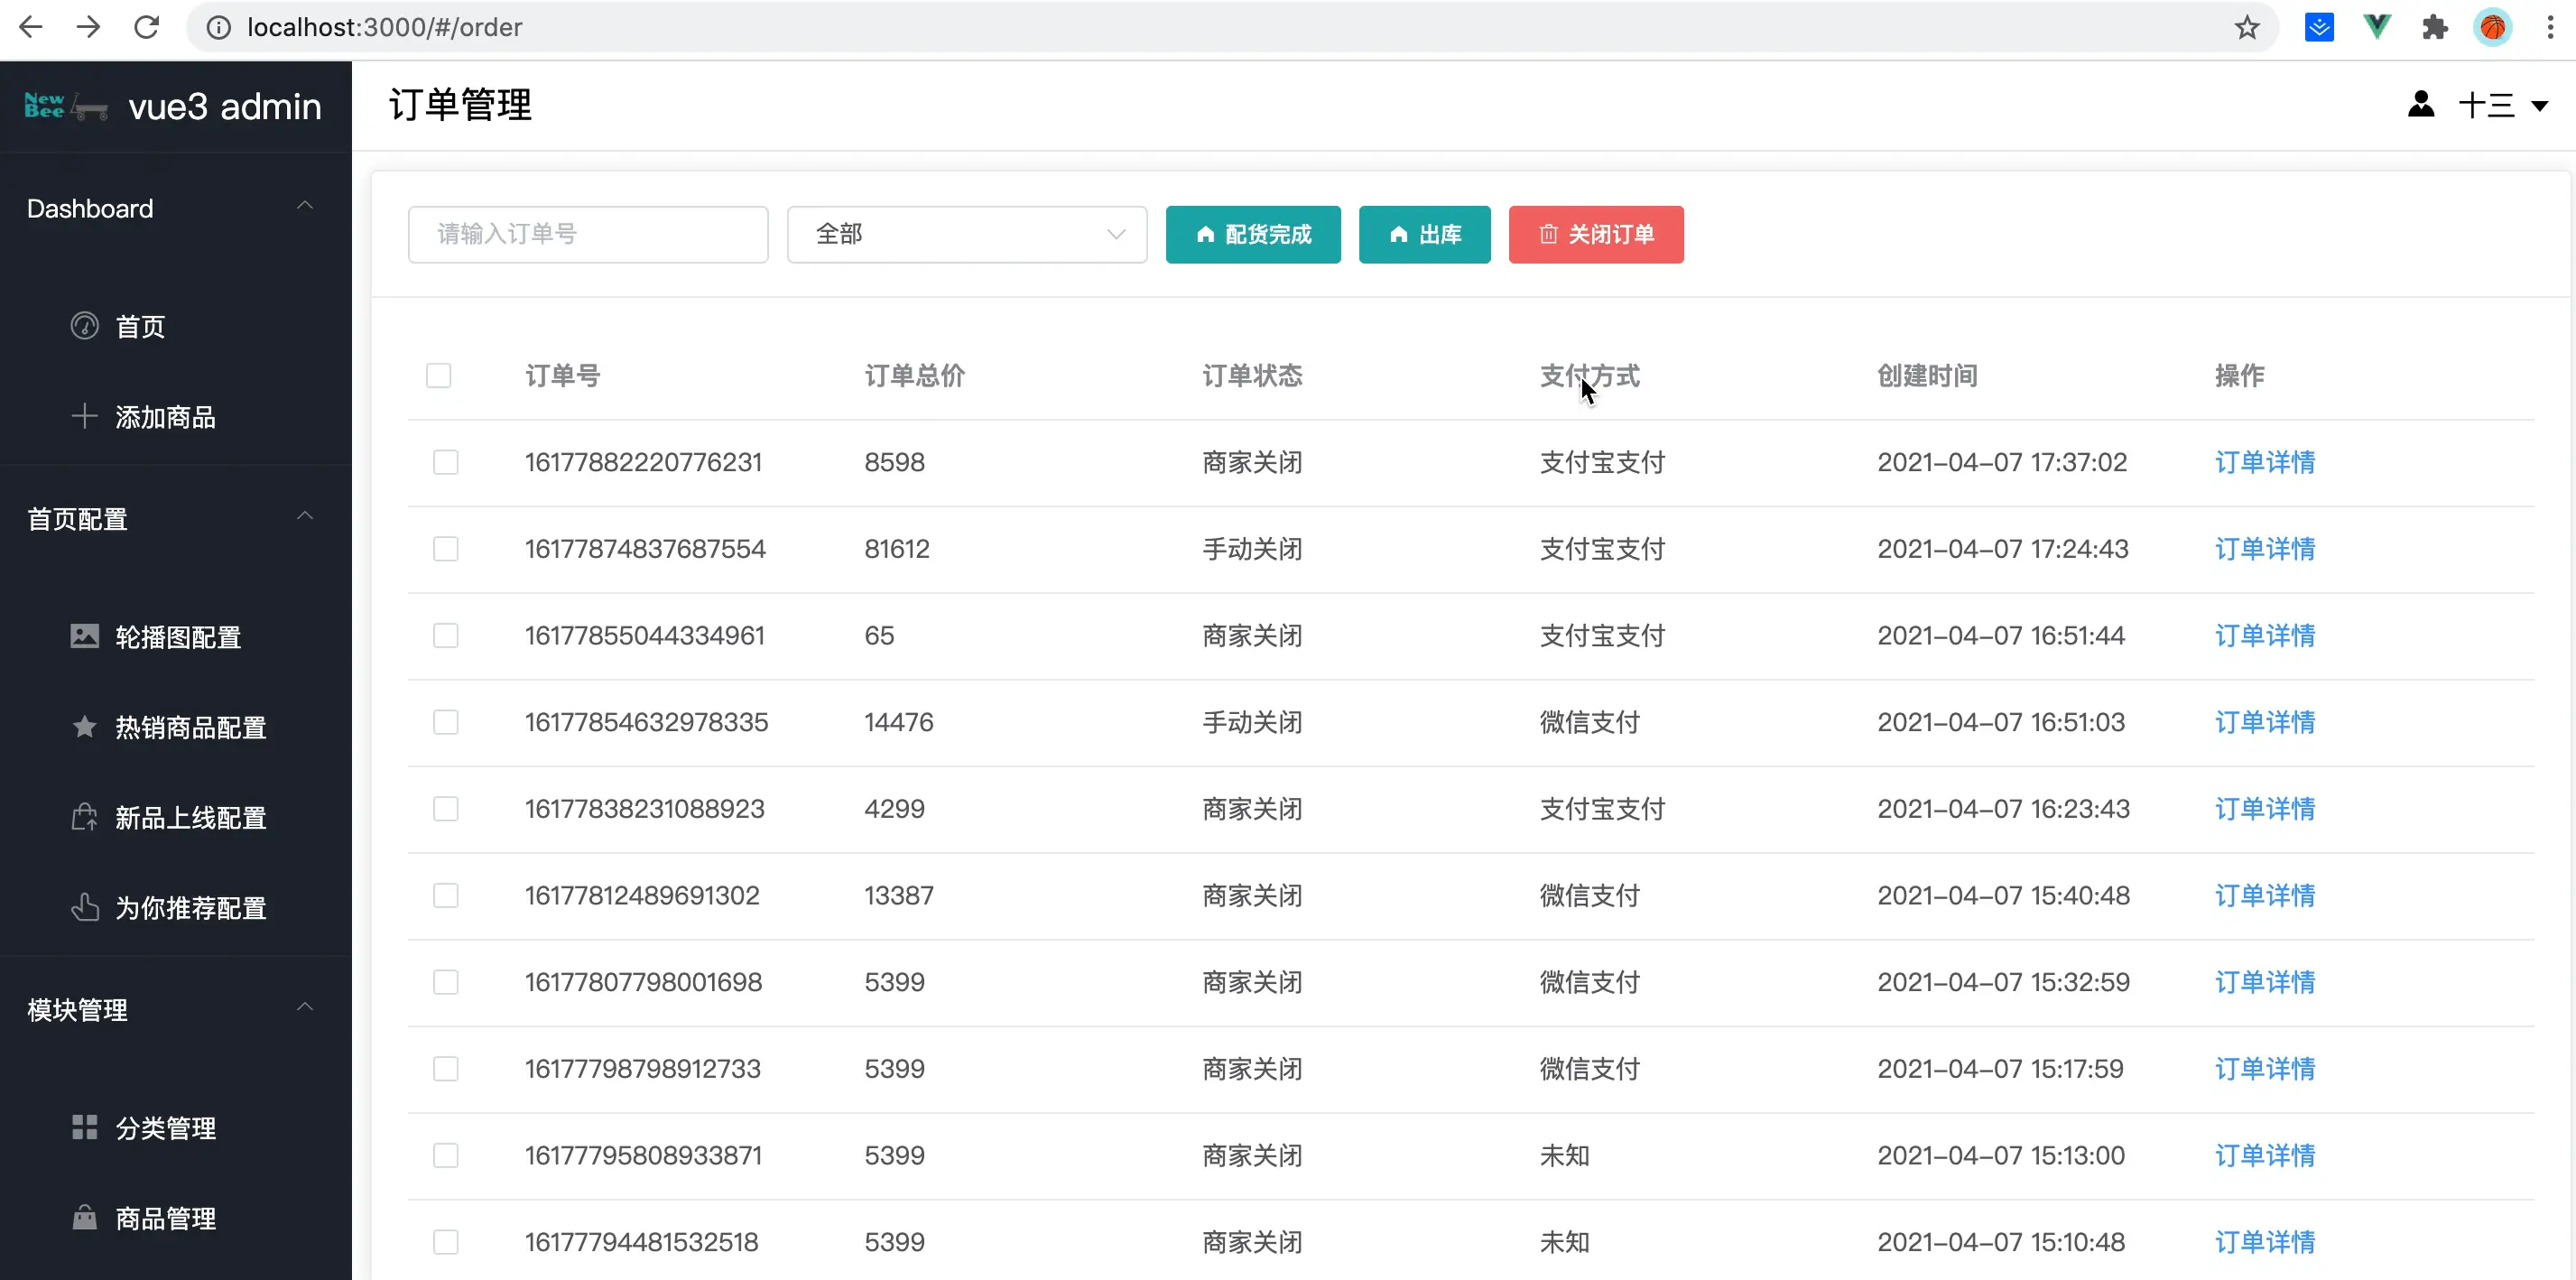 localhost:3000/#/order
New Bee vue3 admin
订单管理
十三
Dashboard
首页
添加商品
首页配置
轮播图配置
热销商品配置
新品上线配置
为你推荐配置
模块管理
分类管理
商品管理
请输入订单号 全部 配货完成 出库 关闭订单
订单号 订单总价 订单状态 支付方式 创建时间 操作
16177882220776231 8598 商家关闭 支付宝支付 2021-04-07 17:37:02 订单详情
16177874837687554 81612 手动关闭 支付宝支付 2021-04-07 17:24:43 订单详情
16177855044334961 65 商家关闭 支付宝支付 2021-04-07 16:51:44 订单详情
16177854632978335 14476 手动关闭 微信支付 2021-04-07 16:51:03 订单详情
16177838231088923 4299 商家关闭 支付宝支付 2021-04-07 16:23:43 订单详情
16177812489691302 13387 商家关闭 微信支付 2021-04-07 15:40:48 订单详情
16177807798001698 5399 商家关闭 微信支付 2021-04-07 15:32:59 订单详情
16177798798912733 5399 商家关闭 微信支付 2021-04-07 15:17:59 订单详情
16177795808933871 5399 商家关闭 未知 2021-04-07 15:13:00 订单详情
16177794481532518 5399 商家关闭 未知 2021-04-07 15:10:48 订单详情